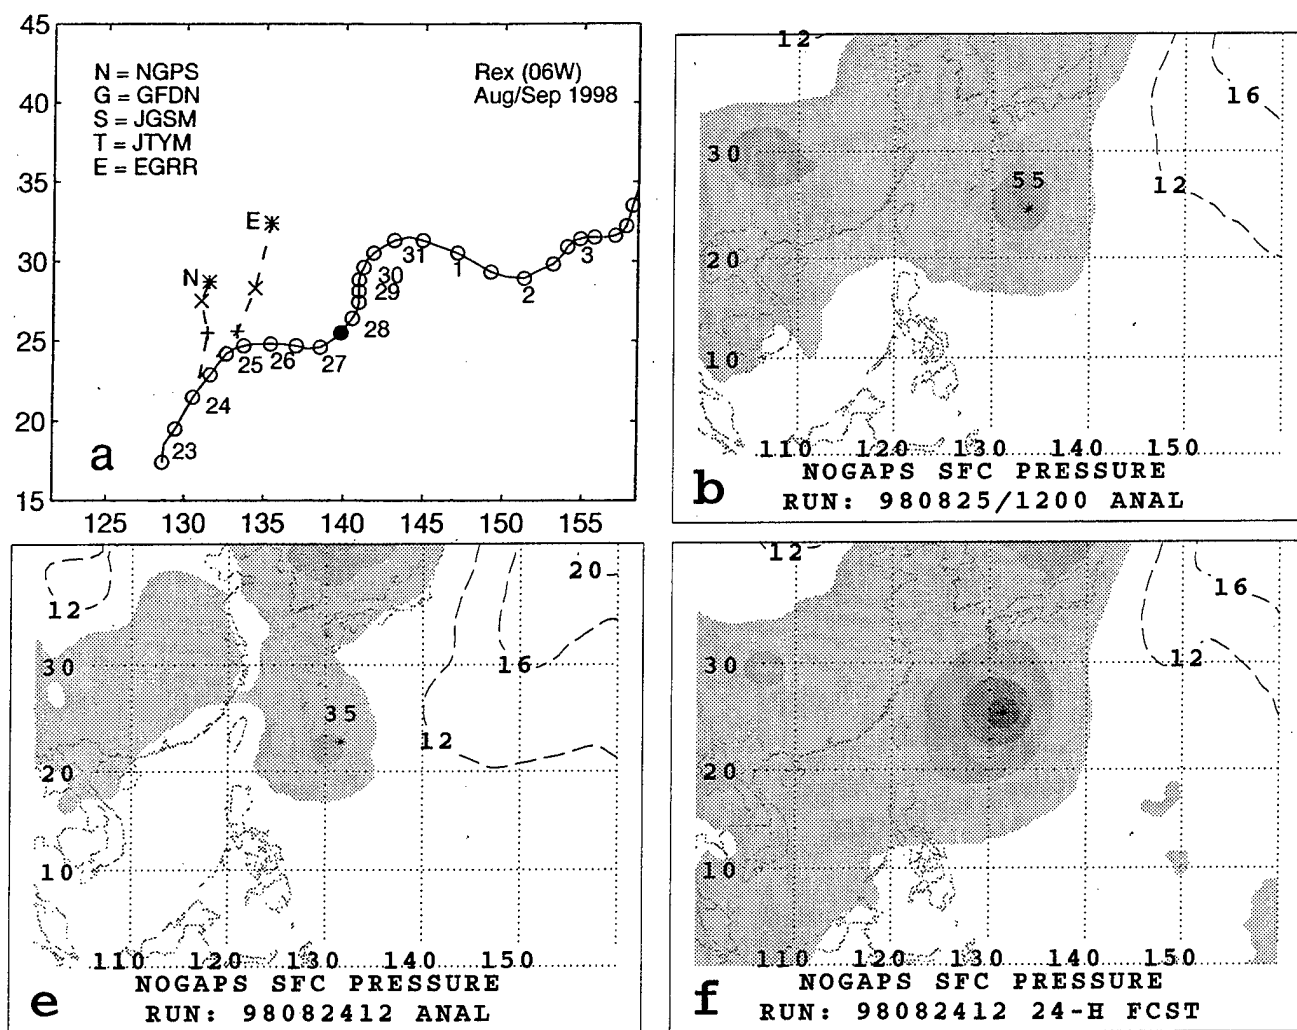 45
40
35
30
25
20
15
N = NGPS
G = GFDN
S = JGSM
T = JTYM
E = EGRR
Rex (06W)
Aug/Sep 1998
E
N
31
1
3
30
29
2
28
25
26
27
24
23
a
125
130
135
140
145
150
155
12
16
30
55
12
20
10
110 120 130 140 150
NOGAPS SFC PRESSURE
RUN: 980825/1200 ANAL
b
20
12
30
16
35
12
20
10
110 120 130 140 150
NOGAPS SFC PRESSURE
RUN: 98082412 ANAL
e
12
16
30
12
20
10
110 120 130 140 150
NOGAPS SFC PRESSURE
RUN: 98082412 24-H FCST
f